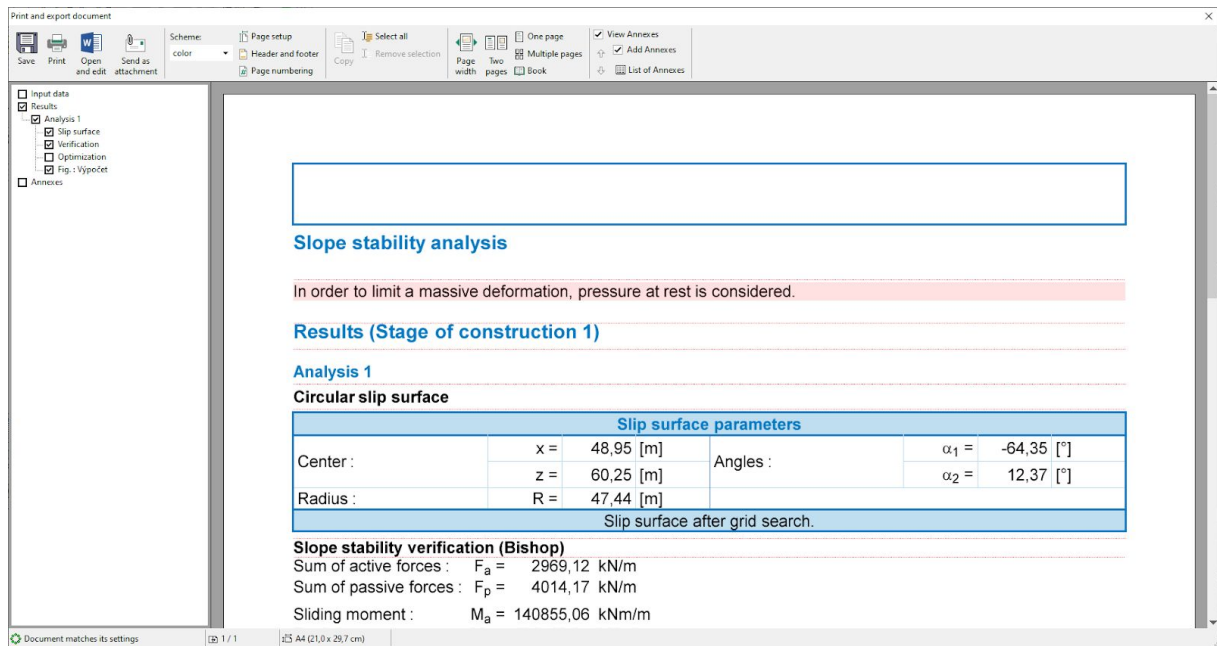 Print and export document
Save
Print
Open and edit
Send as attachment
Scheme:
color
Page setup
Header and footer
Page numbering
Copy
Select all
Remove selection
Page width
Two pages
One page
Multiple pages
Book
View Annexes
Add Annexes
List of Annexes
Input data
Results
Analysis 1
Slip surface
Verification
Optimization
Fig. : Výpočet
Annexes
Slope stability analysis
In order to limit a massive deformation, pressure at rest is considered.
Results (Stage of construction 1)
Analysis 1
Circular slip surface
Slip surface parameters
Center : x = 48,95 [m] Angles : α1 = -64,35 [°]
z = 60,25 [m] α2 = 12,37 [°]
Radius : R = 47,44 [m]
Slip surface after grid search.
Slope stability verification (Bishop)
Sum of active forces : Fa = 2969,12 kN/m
Sum of passive forces : Fp = 4014,17 kN/m
Sliding moment : Ma = 140855,06 kNm/m
Document matches its settings
1 / 1
A4 (21,0 x 29,7 cm)